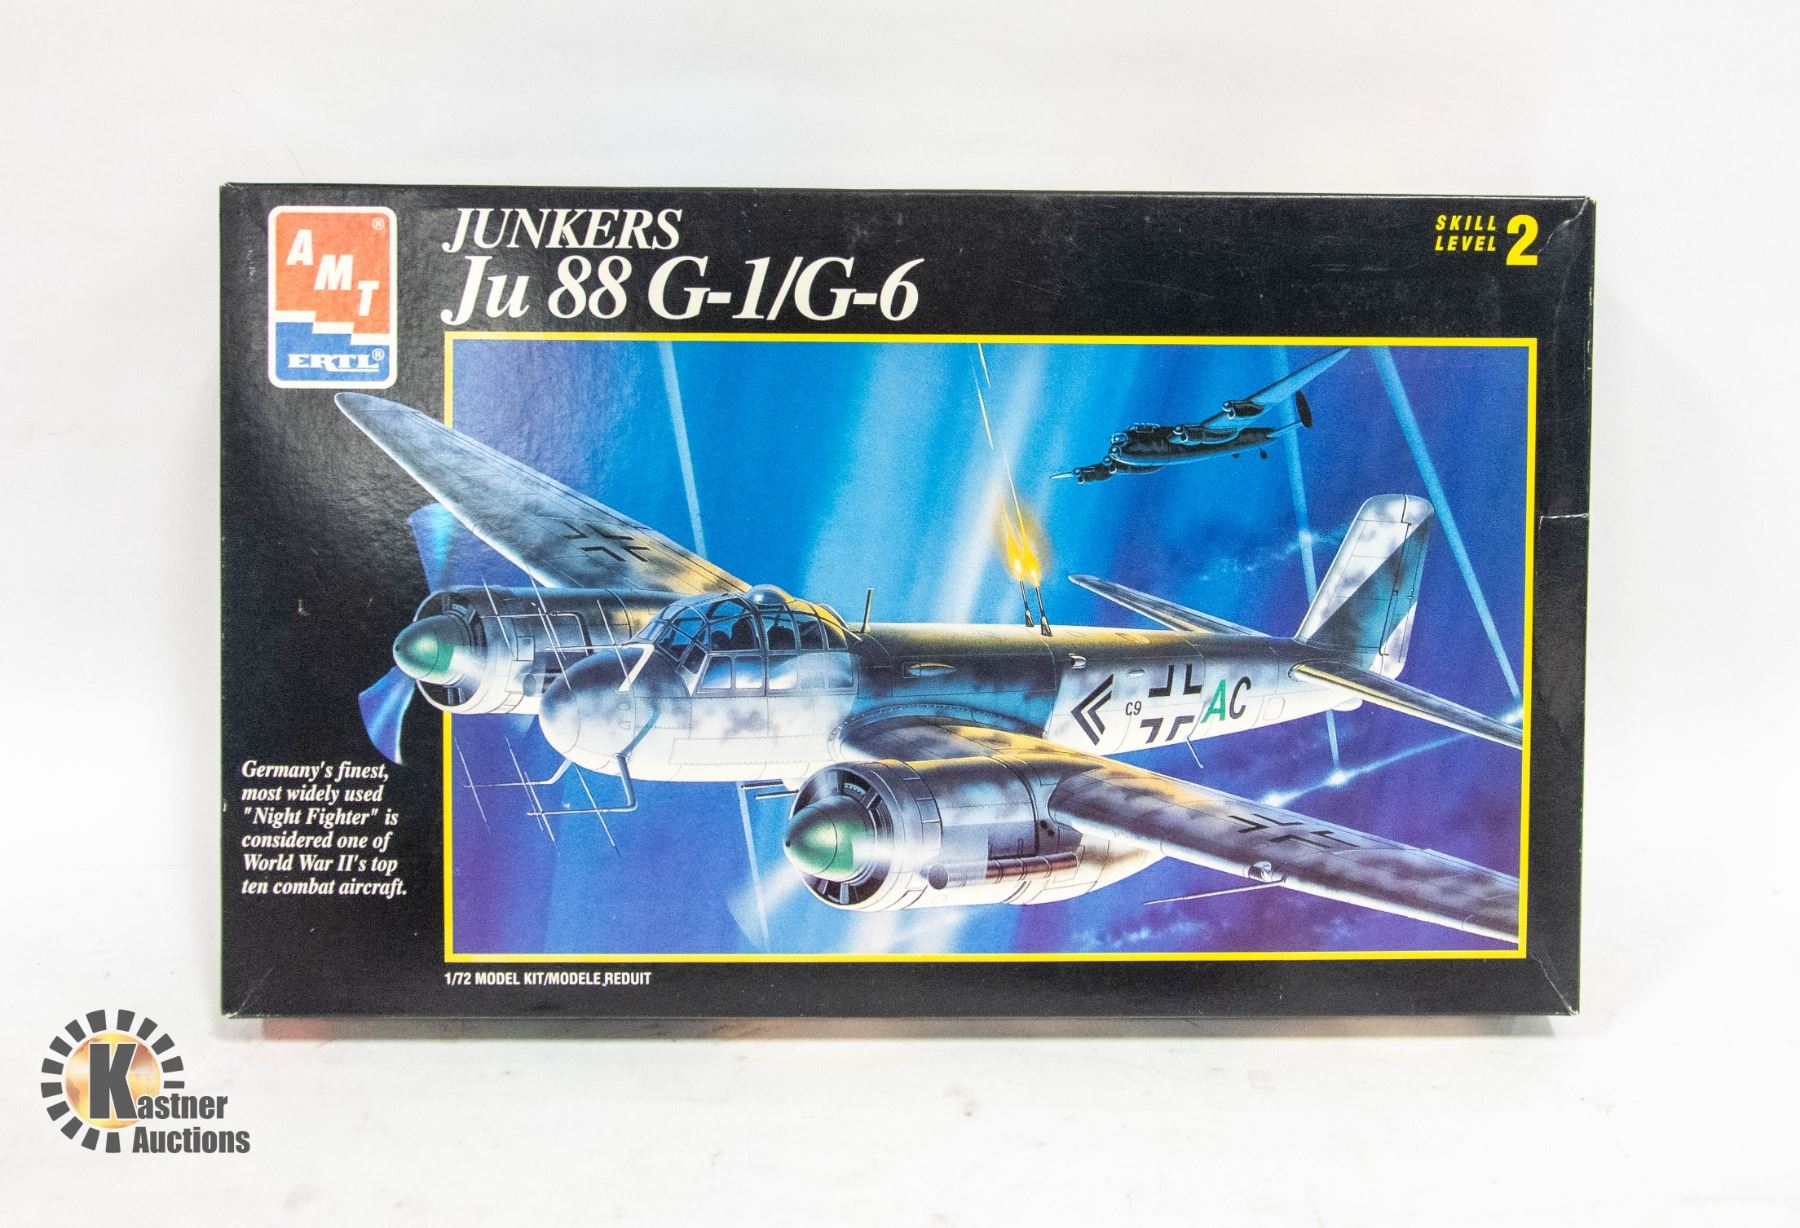 AMT®
ERTL®
JUNKERS
Ju 88 G-1/G-6
SKILL
LEVEL 2
C9
AC
Germany's finest,
most widely used
"Night Fighter" is
considered one of
World War II's top
ten combat aircraft.
1/72 MODEL KIT/MODELE REDUIT
Kastner
Auctions